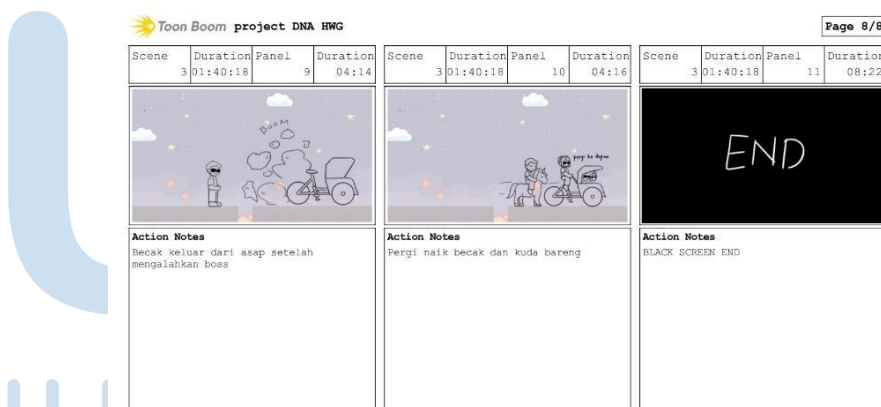 Toon Boom project DNA HWG
Page 8/8
Scene Duration Panel Duration
3 01:40:18 9 04:14
BOOM
Action Notes
Becak keluar dari asap setelah
mengalahkan boss
Scene Duration Panel Duration
3 01:40:18 10 04:16
Action Notes
Pergi naik becak dan kuda bareng
Scene Duration Panel Duration
3 01:40:18 11 08:22
END
Action Notes
BLACK SCREEN END